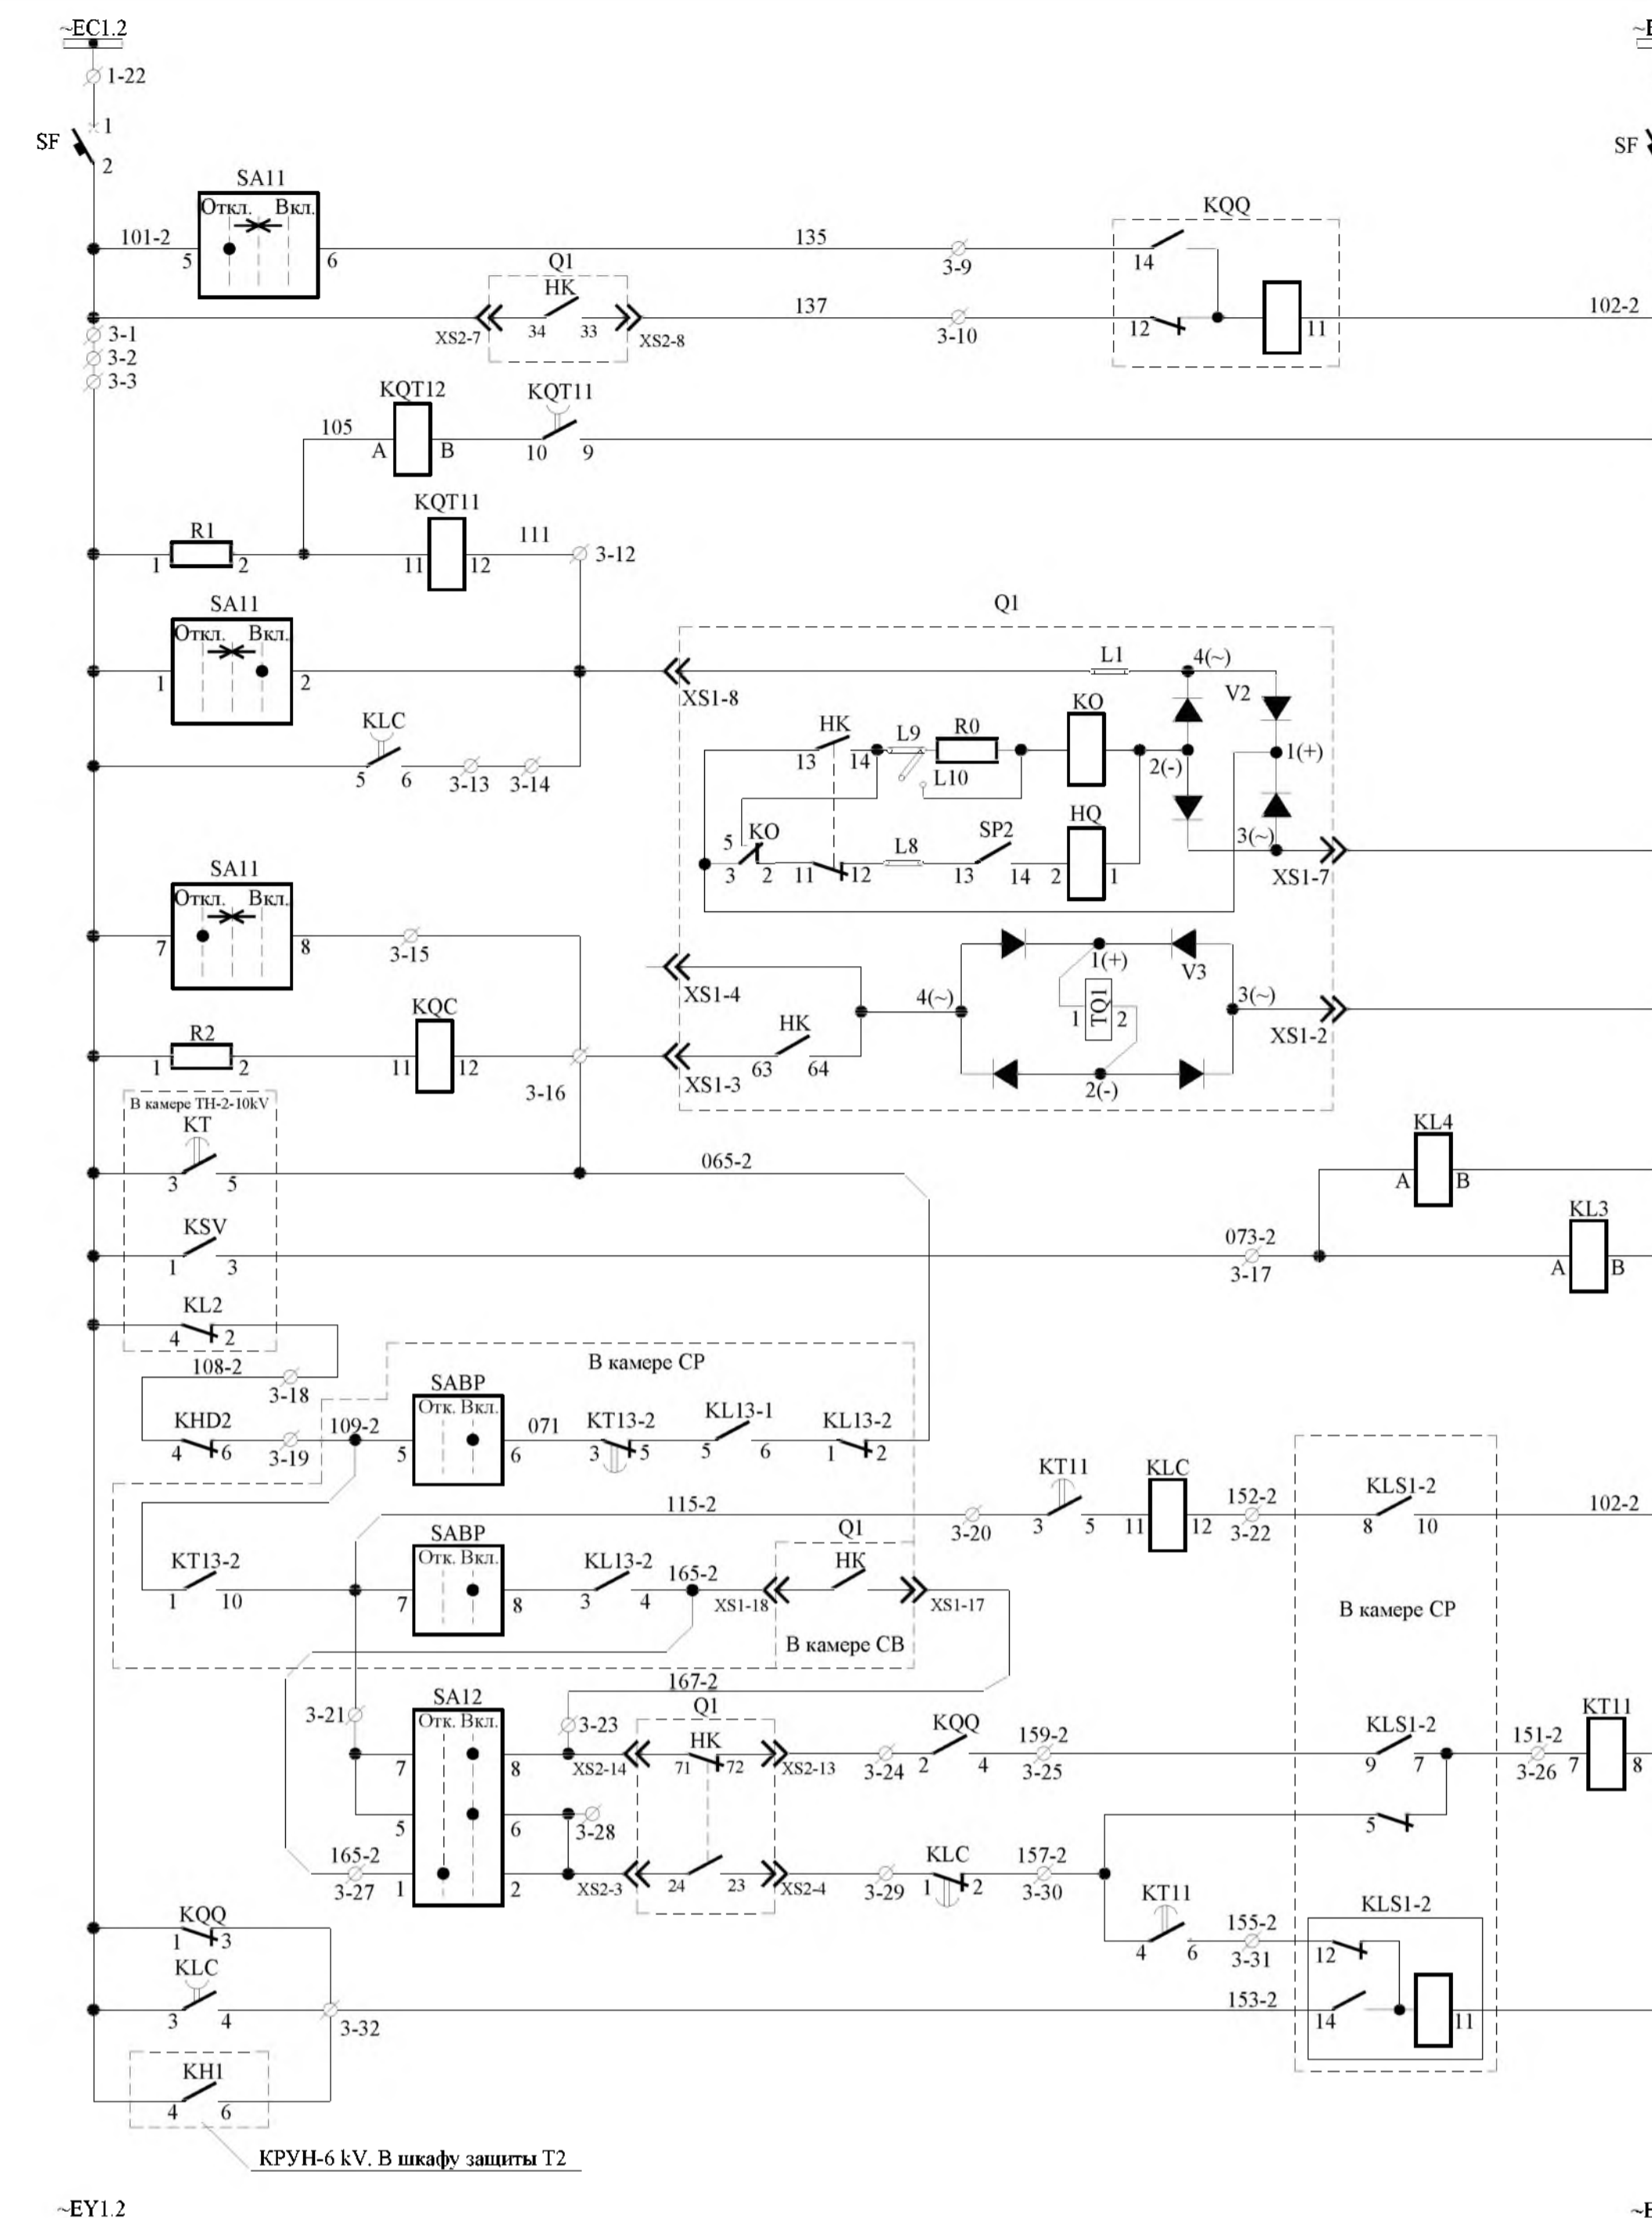 ~EC1.2
1-22
SF
1
2
SF
SA11
Откл. Вкл.
101-2
5
6
135
3-9
KQQ
14
Q1
HK
XS2-7
34
33
XS2-8
137
3-10
12
11
102-2
3-1
3-2
3-3
KQT12
KQT11
105
A
B
10
9
R1
1
2
KQT11
11
12
111
3-12
SA11
Откл. Вкл.
1
2
Q1
XS1-8
L1
4(~)
V2
KLC
5
6
3-13
3-14
HK
13
14
L9
R0
L10
KO
2(-)
1(+)
5
KO
3
2
11
12
L8
SP2
13
14
HQ
2
1
3(~)
XS1-7
SA11
Откл. Вкл.
7
8
3-15
XS1-4
4(~)
1(+)
V3
1
TQ1
2
3(~)
XS1-2
2(-)
R2
1
2
KQC
11
12
3-16
XS1-3
HK
63
64
В камере ТН-2-10kV
KT
3
5
065-2
KL4
A
B
KSV
1
3
073-2
3-17
KL3
A
B
KL2
4
2
108-2
3-18
В камере СР
KHD2
4
6
3-19
109-2
SABP
Отк. Вкл.
5
6
071
KT13-2
3
5
KL13-1
5
6
KL13-2
1
2
115-2
3-20
KT11
3
5
KLC
11
12
152-2
3-22
KLS1-2
8
10
102-2
KT13-2
1
10
SABP
Отк. Вкл.
7
8
KL13-2
3
4
165-2
XS1-18
Q1
HK
XS1-17
В камере СВ
В камере СР
167-2
3-21
SA12
Отк. Вкл.
7
8
3-23
XS2-14
Q1
HK
71
72
XS2-13
3-24
KQQ
2
4
159-2
3-25
KLS1-2
9
7
151-2
3-26
KT11
7
8
5
6
3-28
5
165-2
3-27
1
2
XS2-3
24
23
XS2-4
3-29
KLC
1
2
157-2
3-30
KT11
4
6
155-2
3-31
KLS1-2
12
KQQ
1
3
KLC
3
4
3-32
153-2
14
11
KH1
4
6
КРУН-6 kV. В шкафу защиты Т2
~EY1.2